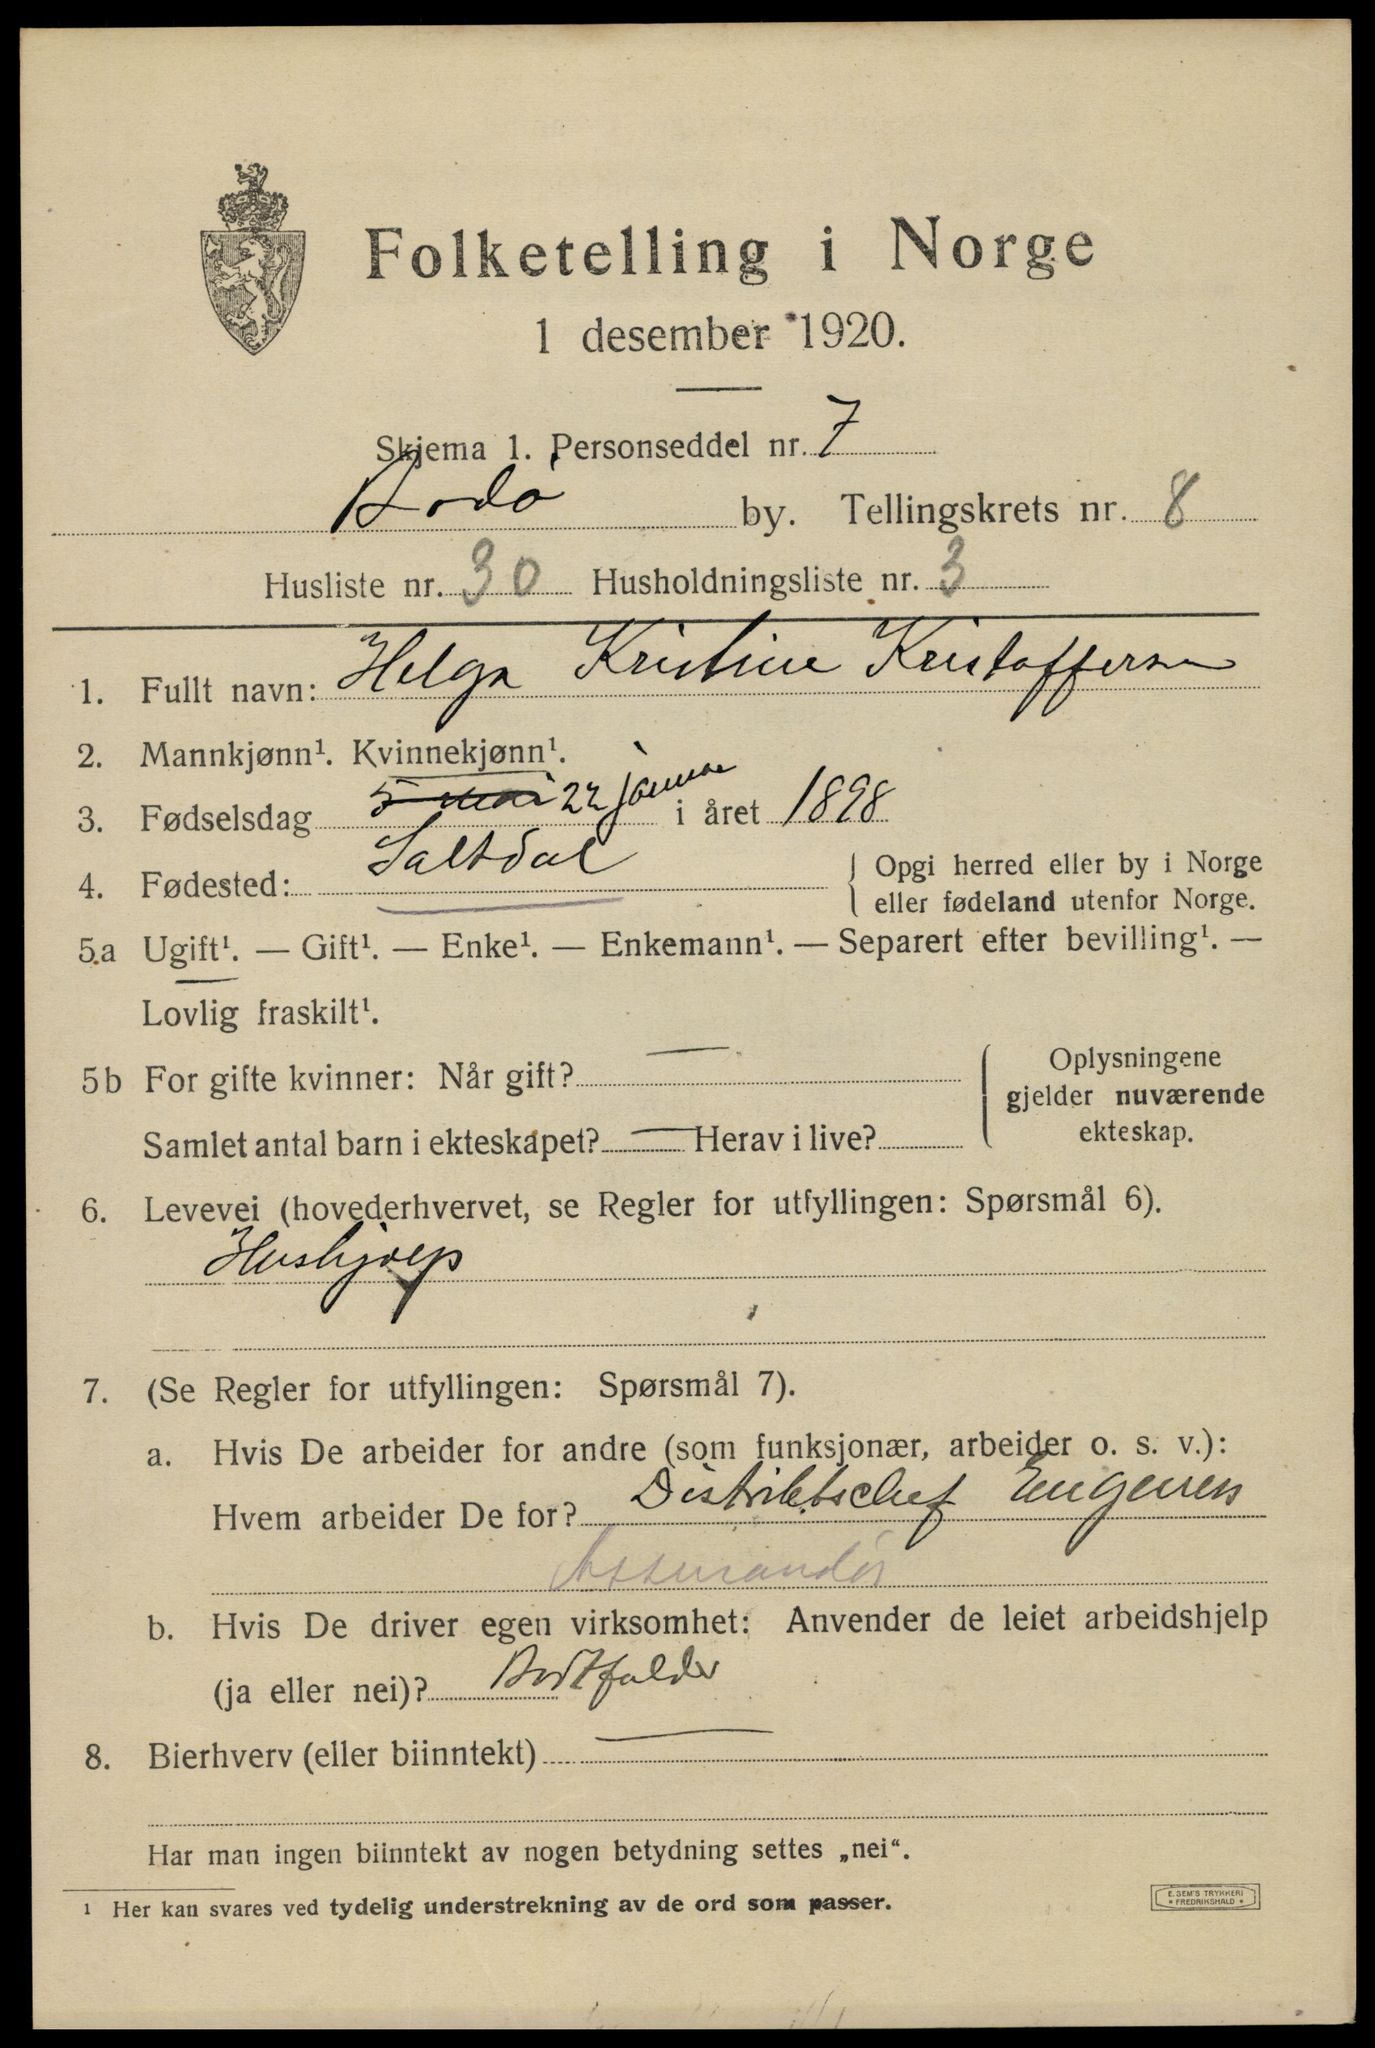 Folketelling i Norge
1 desember 1920.
Skjema 1. Personseddel nr. 7
Bodø by. Tellingskrets nr. 8
Husliste nr. 30 Husholdningsliste nr. 3
1. Fullt navn: Helga Kristine Kristoffersen
2. Mannkjønn¹. Kvinnekjønn¹.
3. Fødselsdag 5 mai 22 januar i året 1898
4. Fødested: Saltdal
{ Opgi herred eller by i Norge
eller fødeland utenfor Norge.
5.a Ugift¹. — Gift¹. — Enke¹. — Enkemann¹. — Separert efter bevilling¹. —
Lovlig fraskilt¹.
5b For gifte kvinner: Når gift? —
Samlet antal barn i ekteskapet? — Herav i live?
{ Oplysningene
gjelder nuværende
ekteskap.
6. Levevei (hovederhvervet, se Regler for utfyllingen: Spørsmål 6).
Hushjælp
7. (Se Regler for utfyllingen: Spørsmål 7).
a. Hvis De arbeider for andre (som funksjonær, arbeider o. s. v.):
Hvem arbeider De for? Distriktschef
Assurandør
b. Hvis De driver egen virksomhet: Anvender de leiet arbeidshjelp
(ja eller nei)? Bortfalder
8. Bierhverv (eller biinntekt) —
Har man ingen biinntekt av nogen betydning settes „nei“.
¹ Her kan svares ved tydelig understrekning av de ord som passer.
E. SEM'S TRYKKERI
* FREDRIKSHALD *